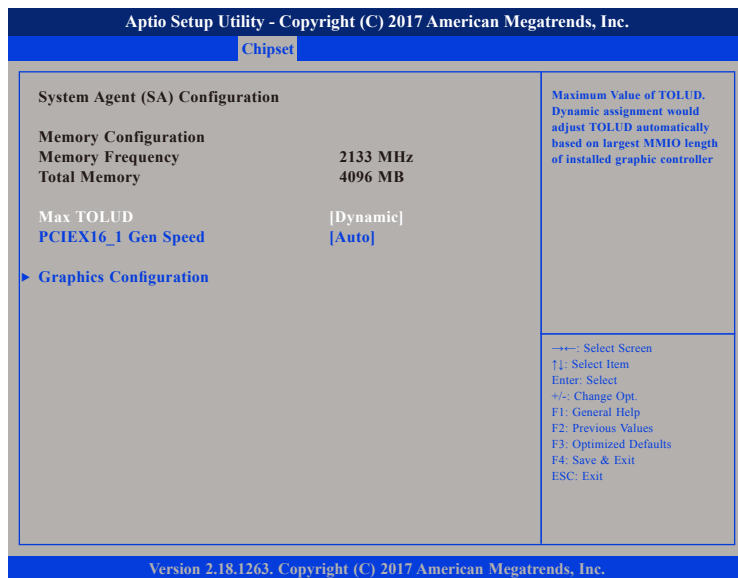 Aptio Setup Utility - Copyright (C) 2017 American Megatrends, Inc.
Chipset
System Agent (SA) Configuration
Memory Configuration
Memory Frequency 2133 MHz
Total Memory 4096 MB
Max TOLUD [Dynamic]
PCIEX16_1 Gen Speed [Auto]
► Graphics Configuration
Maximum Value of TOLUD.
Dynamic assignment would
adjust TOLUD automatically
based on largest MMIO length
of installed graphic controller
→←: Select Screen
↑↓: Select Item
Enter: Select
+/-: Change Opt.
F1: General Help
F2: Previous Values
F3: Optimized Defaults
F4: Save & Exit
ESC: Exit
Version 2.18.1263. Copyright (C) 2017 American Megatrends, Inc.